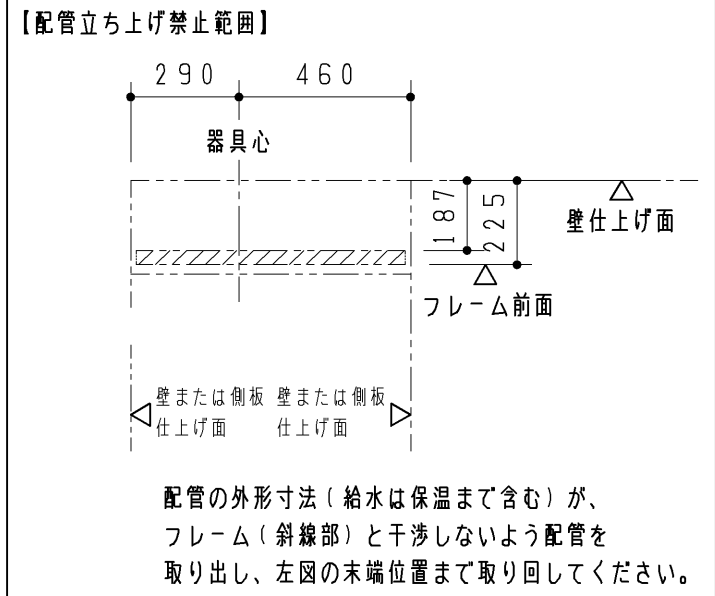 【配管立ち上げ禁止範囲】
290 460
器具心
187
225
壁仕上げ面
フレーム前面
壁または側板 壁または側板
仕上げ面 仕上げ面
配管の外形寸法(給水は保温まで含む)が、
フレーム(斜線部)と干渉しないよう配管を
取り出し、左図の末端位置まで取り回してください。